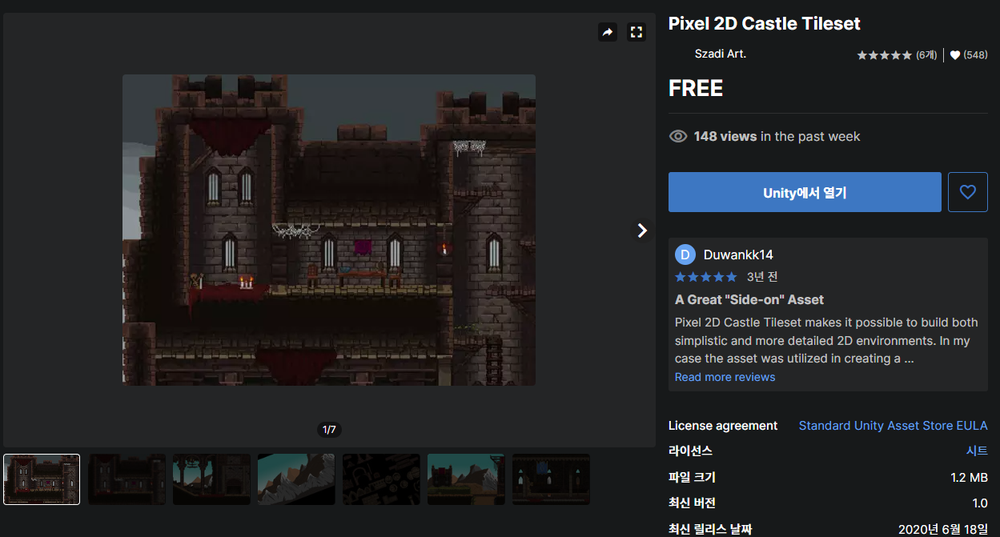 Pixel 2D Castle Tileset
Szadi Art.
(6개)
(548)
FREE
148 views in the past week
Unity에서 열기
D
Duwankk14
3년 전
A Great "Side-on" Asset
Pixel 2D Castle Tileset makes it possible to build both
simplistic and more detailed 2D environments. In my
case the asset was utilized in creating a ...
Read more reviews
1/7
License agreement Standard Unity Asset Store EULA
라이선스 시트
파일 크기 1.2 MB
최신 버전 1.0
최신 릴리스 날짜 2020년 6월 18일